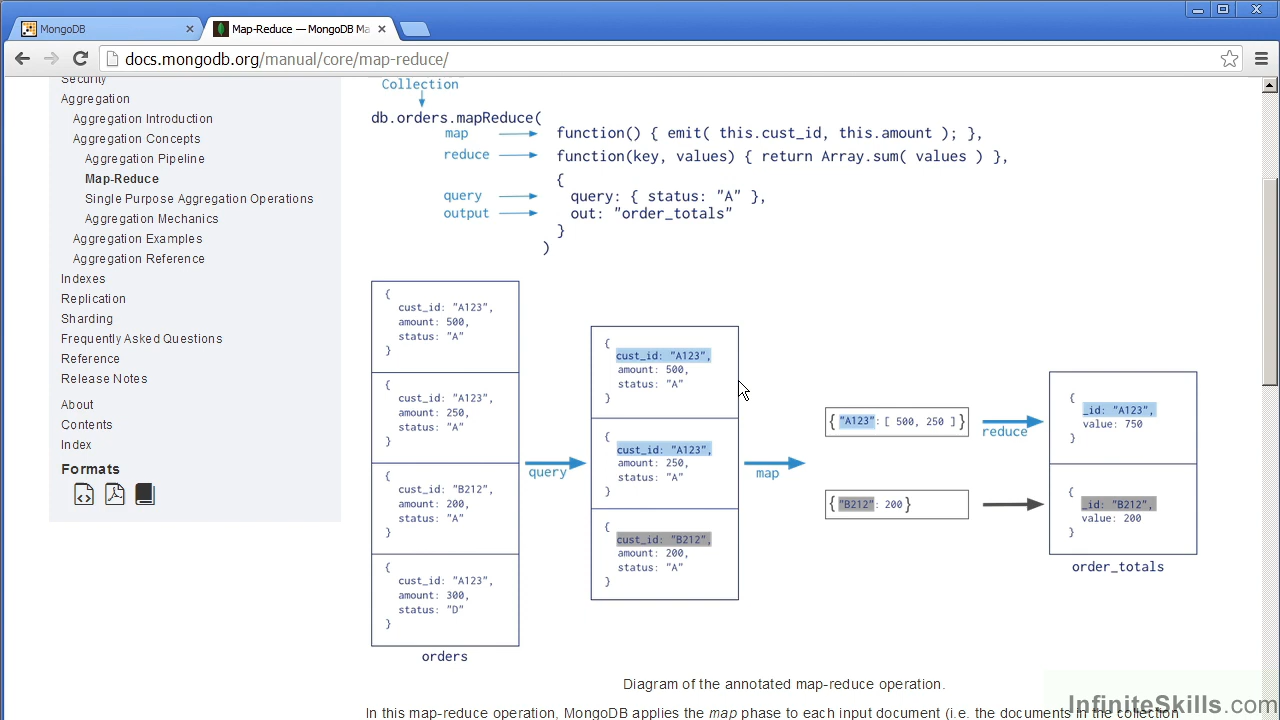 MongoDB
Map-Reduce — MongoDB Ma
docs.mongodb.org/manual/core/map-reduce/
Security
Aggregation
Aggregation Introduction
Aggregation Concepts
Aggregation Pipeline
Map-Reduce
Single Purpose Aggregation Operations
Aggregation Mechanics
Aggregation Examples
Aggregation Reference
Indexes
Replication
Sharding
Frequently Asked Questions
Reference
Release Notes
About
Contents
Index
Formats
Collection
db.orders.mapReduce(
map function() { emit( this.cust_id, this.amount ); },
reduce function(key, values) { return Array.sum( values ) },
{
query query: { status: "A" },
output out: "order_totals"
}
)
{
cust_id: "A123",
amount: 500,
status: "A"
}
{
cust_id: "A123",
amount: 250,
status: "A"
}
{
cust_id: "B212",
amount: 200,
status: "A"
}
{
cust_id: "A123",
amount: 300,
status: "D"
}
orders
query
{
cust_id: "A123",
amount: 500,
status: "A"
}
{
cust_id: "A123",
amount: 250,
status: "A"
}
{
cust_id: "B212",
amount: 200,
status: "A"
}
map
{ "A123": [ 500, 250 ] }
{ "B212": 200 }
reduce
{
_id: "A123",
value: 750
}
{
_id: "B212",
value: 200
}
order_totals
Diagram of the annotated map-reduce operation.
In this map-reduce operation, MongoDB applies the map phase to each input document (i.e. the documents in the collection
InfiniteSkills.com